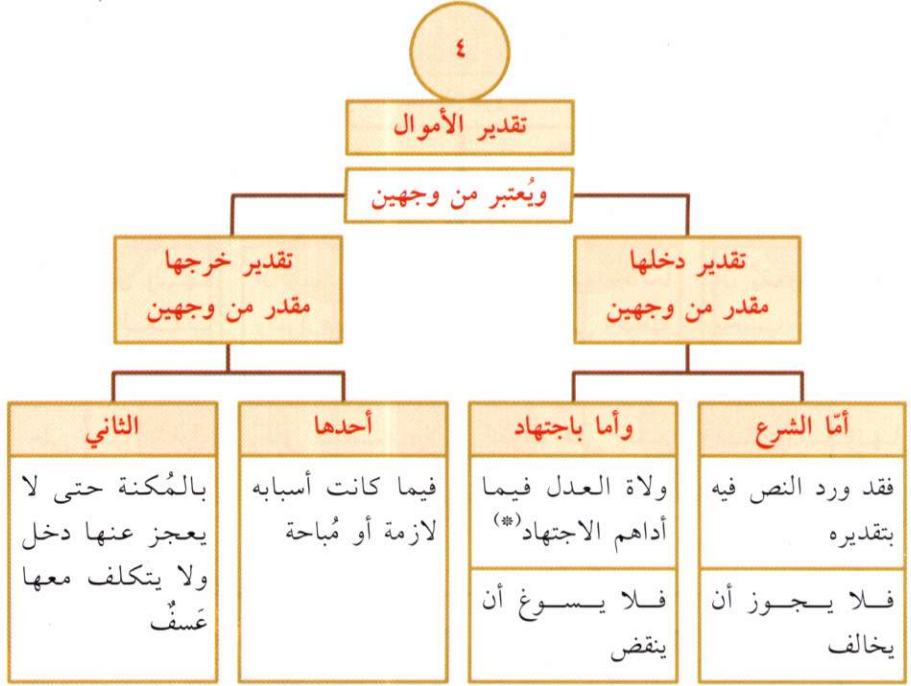 ٤
تقدير الأموال
ويُعتبر من وجهين
تقدير دخلها
مقدر من وجهين
تقدير خرجها
مقدر من وجهين
أمّا الشرع
فقد ورد النص فيه
بتقديره
فلا يجوز أن
يخالف
وأما باجتهاد
ولاة العدل فيما
أداهم الاجتهاد(*)
فلا يسوغ أن
ينقض
أحدها
فيما كانت أسبابه
لازمة أو مُباحة
الثاني
بالمُكنة حتى لا
يعجز عنها دخل
ولا يتكلف معها
عَسفٌ